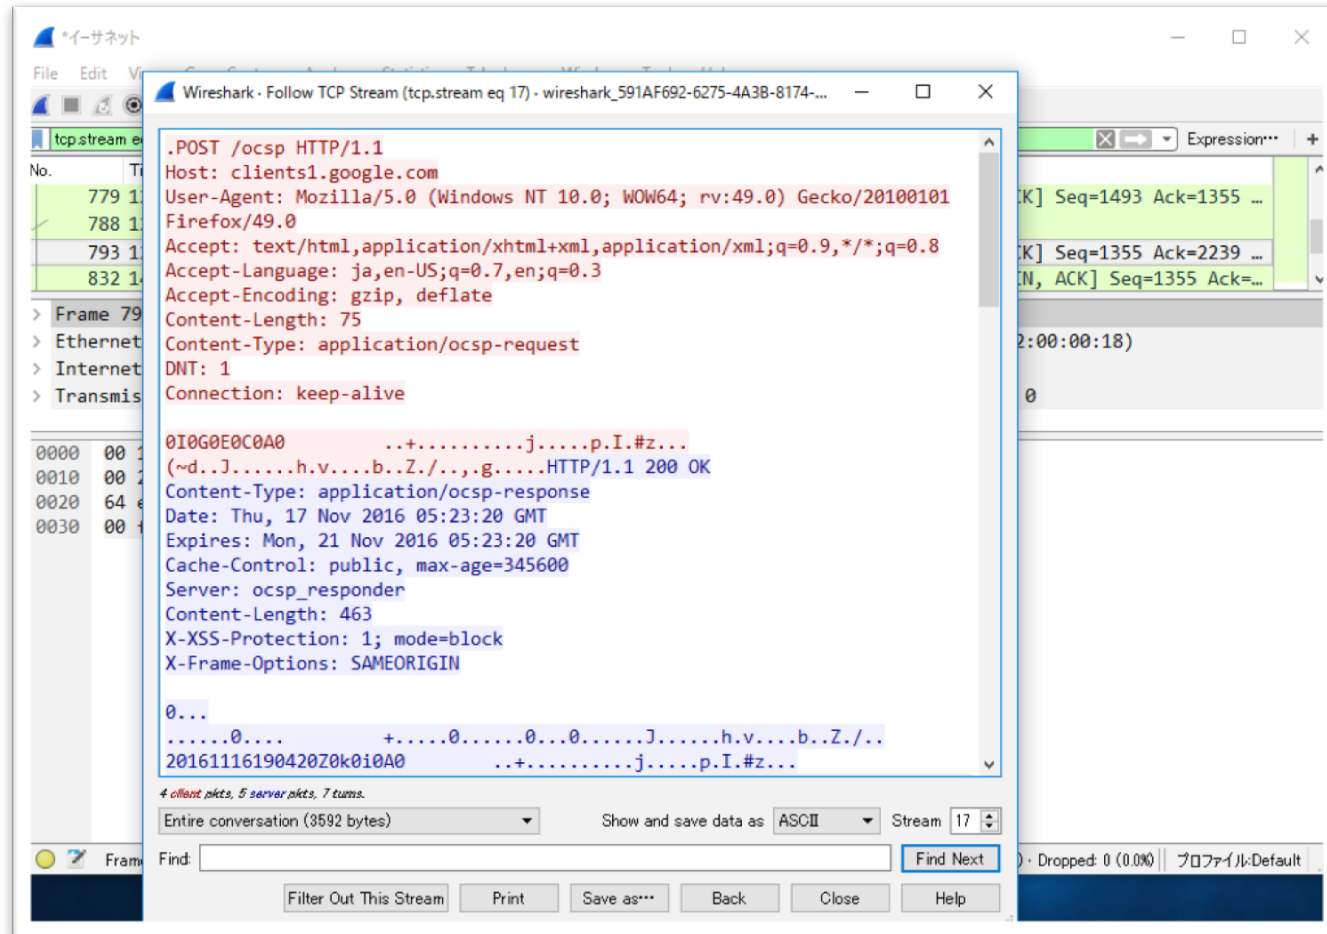 *イーサネット
File Edit
Wireshark · Follow TCP Stream (tcp.stream eq 17) · wireshark_591AF692-6275-4A3B-8174-...
tcp.stream e
Expression… +
No.
779 1
K] Seq=1493 Ack=1355 …
788 1
793 1
K] Seq=1355 Ack=2239 …
832 1
N, ACK] Seq=1355 Ack=…
> Frame 79
> Ethernet
2:00:00:18)
> Internet
> Transmis
0
0000 00 1
0010 00 2
0020 64 e
0030 00 f
.POST /ocsp HTTP/1.1
Host: clients1.google.com
User-Agent: Mozilla/5.0 (Windows NT 10.0; WOW64; rv:49.0) Gecko/20100101
Firefox/49.0
Accept: text/html,application/xhtml+xml,application/xml;q=0.9,*/*;q=0.8
Accept-Language: ja,en-US;q=0.7,en;q=0.3
Accept-Encoding: gzip, deflate
Content-Length: 75
Content-Type: application/ocsp-request
DNT: 1
Connection: keep-alive
0I0G0E0C0A0 ..+..........j.....p.I.#z...
(~d..J......h.v....b..Z./..,.g.....HTTP/1.1 200 OK
Content-Type: application/ocsp-response
Date: Thu, 17 Nov 2016 05:23:20 GMT
Expires: Mon, 21 Nov 2016 05:23:20 GMT
Cache-Control: public, max-age=345600
Server: ocsp_responder
Content-Length: 463
X-XSS-Protection: 1; mode=block
X-Frame-Options: SAMEORIGIN
0...
......0.... +.....0......0...0......J......h.v....b..Z./..
20161116190420Z0k0i0A0 ..+..........j.....p.I.#z...
4 client pkts, 5 server pkts, 7 turns.
Entire conversation (3592 bytes) Show and save data as ASCII Stream 17
Find: Find Next
Filter Out This Stream Print Save as… Back Close Help
Fram
) · Dropped: 0 (0.0%) プロファイル:Default